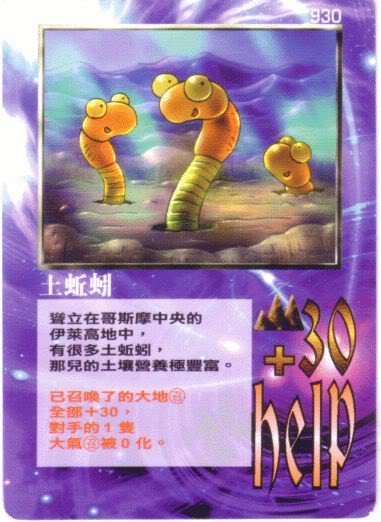 930
土蚯蚓
聳立在哥斯摩中央的
伊萊高地中，
有很多土蚯蚓，
那兒的土壤營養極豐富。
已召喚了的大地㊁全部＋30，
對手的1隻
大氣召被0化。
+30
help